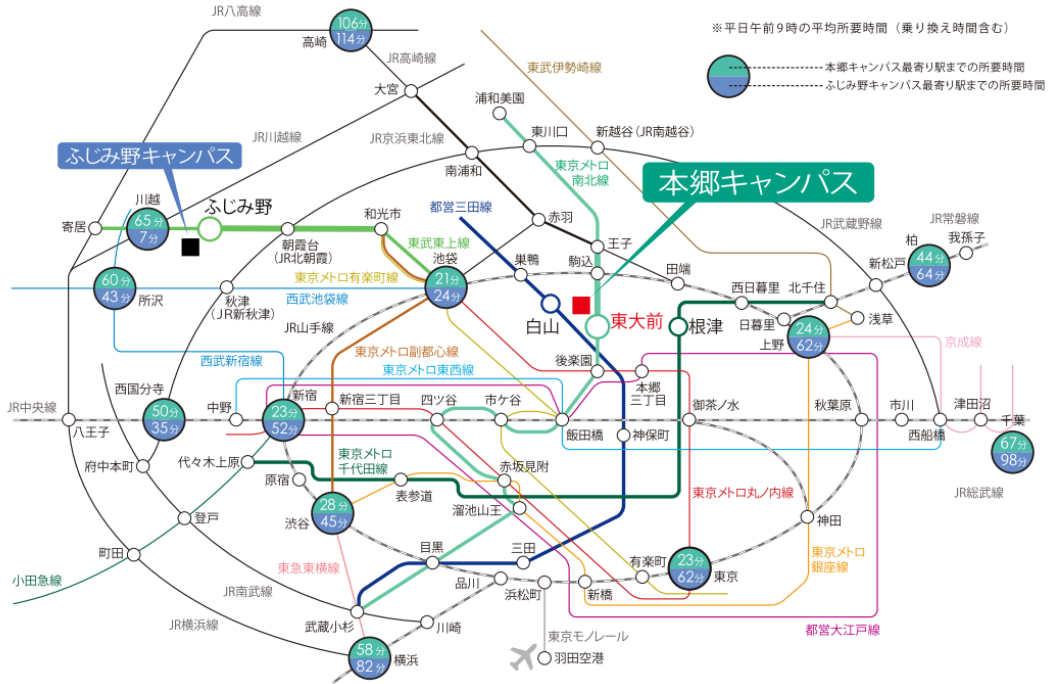 JR八高線
106分
114分
高崎
※平日午前9時の平均所要時間（乗り換え時間含む）
本郷キャンパス最寄り駅までの所要時間
ふじみ野キャンパス最寄り駅までの所要時間
JR高崎線
東武伊勢崎線
大宮
浦和美園
JR川越線
JR京浜東北線
東川口
新越谷（JR南越谷）
ふじみ野キャンパス
南浦和
東京メトロ
南北線
本郷キャンパス
川越
65分
7分
ふじみ野
和光市
都営三田線
赤羽
JR武蔵野線
JR常磐線
寄居
朝霞台
(JR北朝霞)
東武東上線
王子
柏
44分
64分
我孫子
池袋
21分
24分
巣鴨
駒込
田端
新松戸
60分
43分
所沢
東京メトロ有楽町線
西武池袋線
秋津
(JR新秋津)
西日暮里
北千住
白山
東大前
根津
日暮里
浅草
JR山手線
24分
62分
上野
西武新宿線
東京メトロ副都心線
東京メトロ東西線
後楽園
京成線
西国分寺
50分
35分
新宿
23分
52分
本郷
三丁目
JR中央線
八王子
中野
新宿三丁目
四ツ谷
市ケ谷
飯田橋
神保町
御茶ノ水
秋葉原
市川
西船橋
津田沼
千葉
67分
98分
府中本町
代々木上原
東京メトロ
千代田線
赤坂見附
原宿
表参道
溜池山王
東京メトロ丸ノ内線
JR総武線
28分
45分
渋谷
登戸
神田
町田
目黒
三田
有楽町
23分
62分
東京
東京メトロ
銀座線
小田急線
東急東横線
品川
浜松町
新橋
JR南武線
JR横浜線
武蔵小杉
川崎
東京モノレール
都営大江戸線
58分
82分
横浜
羽田空港